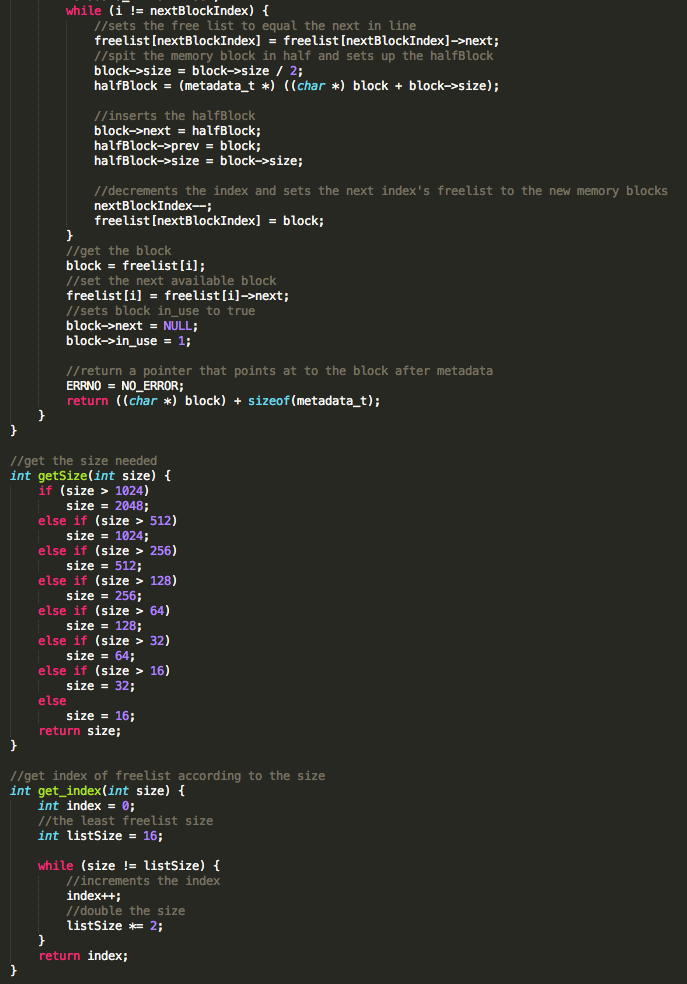 while (i != nextBlockIndex) {
//sets the free list to equal the next in line
freelist[nextBlockIndex] = freelist[nextBlockIndex]->next;
//spit the memory block in half and sets up the halfBlock
block->size = block->size / 2;
halfBlock = (metadata_t *) ((char *) block + block->size);
//inserts the halfBlock
block->next = halfBlock;
halfBlock->prev = block;
halfBlock->size = block->size;
//decrements the index and sets the next index's freelist to the new memory blocks
nextBlockIndex--;
freelist[nextBlockIndex] = block;
}
//get the block
block = freelist[i];
//set the next available block
freelist[i] = freelist[i]->next;
//sets block in_use to true
block->next = NULL;
block->in_use = 1;
//return a pointer that points at to the block after metadata
ERRNO = NO_ERROR;
return ((char *) block) + sizeof(metadata_t);
}
}
//get the size needed
int getSize(int size) {
if (size > 1024)
size = 2048;
else if (size > 512)
size = 1024;
else if (size > 256)
size = 512;
else if (size > 128)
size = 256;
else if (size > 64)
size = 128;
else if (size > 32)
size = 64;
else if (size > 16)
size = 32;
else
size = 16;
return size;
}
//get index of freelist according to the size
int get_index(int size) {
int index = 0;
//the least freelist size
int listSize = 16;
while (size != listSize) {
//increments the index
index++;
//double the size
listSize *= 2;
}
return index;
}